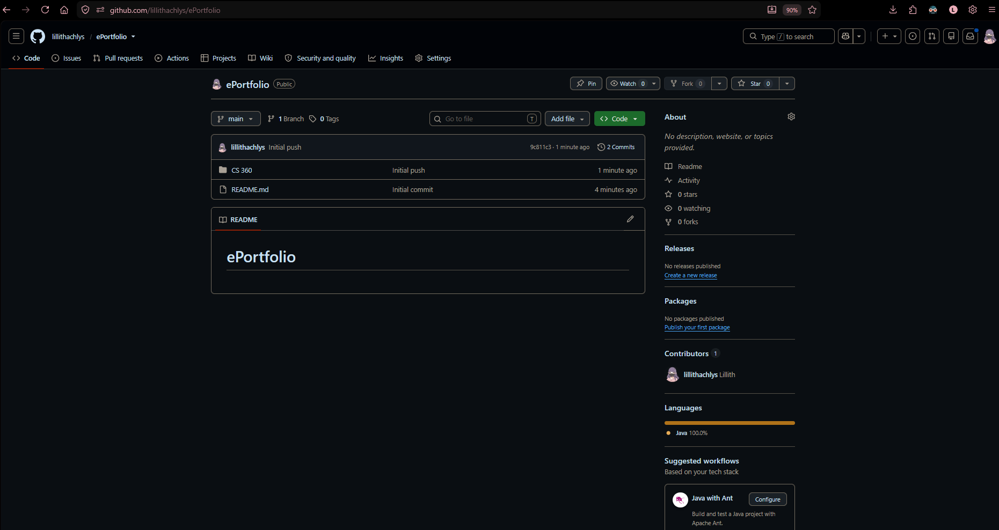 github.com/lillithachlys/ePortfolio
90%
L
lillithachlys / ePortfolio
Type / to search
Code Issues Pull requests Actions Projects Wiki Security and quality Insights Settings
ePortfolio Public
Pin Watch 0 Fork 0 Star 0
main 1 Branch 0 Tags Go to file T Add file Code
lillithachlys Initial push 9c811c3 · 1 minute ago 2 Commits
CS 360 Initial push 1 minute ago
README.md Initial commit 4 minutes ago
README
ePortfolio
About
No description, website, or topics
provided.
Readme
Activity
0 stars
0 watching
0 forks
Releases
No releases published
Create a new release
Packages
No packages published
Publish your first package
Contributors 1
lillithachlys Lillith
Languages
Java 100.0%
Suggested workflows
Based on your tech stack
Java with Ant Configure
Build and test a Java project with
Apache Ant.